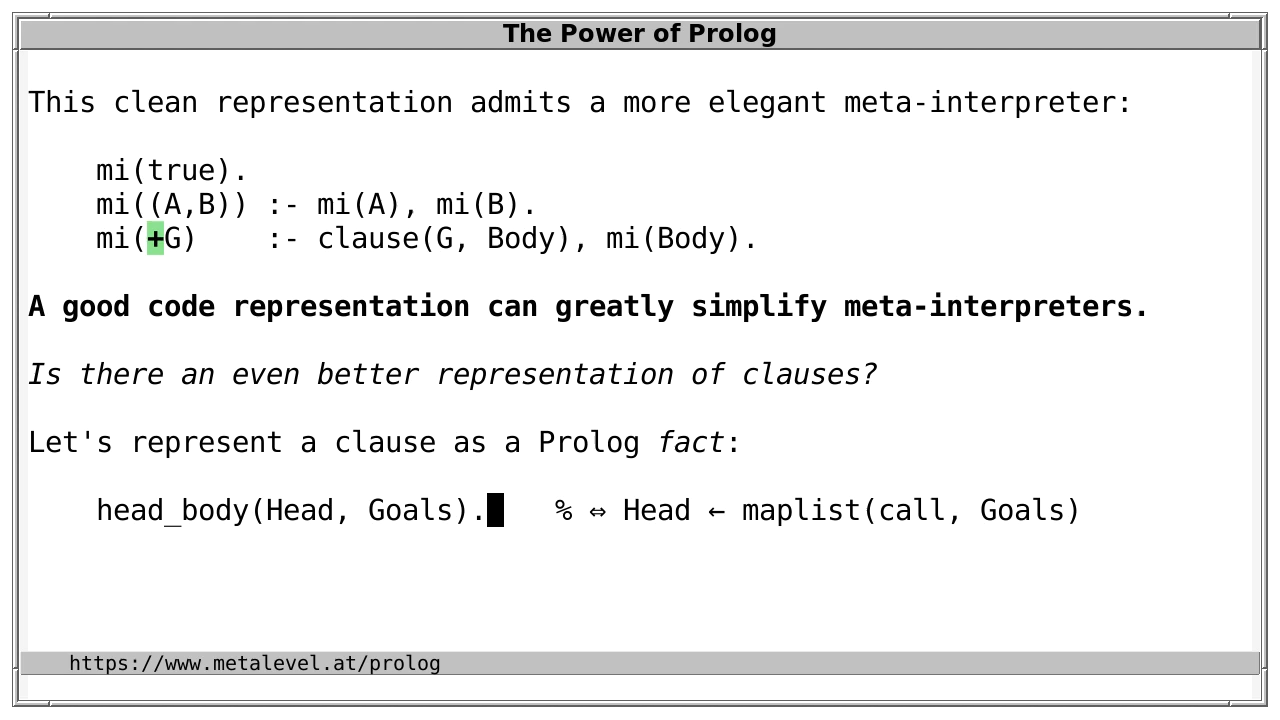 The Power of Prolog
This clean representation admits a more elegant meta-interpreter:
mi(true).
mi((A,B)) :- mi(A), mi(B).
mi(+G)    :- clause(G, Body), mi(Body).
A good code representation can greatly simplify meta-interpreters.
Is there an even better representation of clauses?
Let's represent a clause as a Prolog fact:
head_body(Head, Goals).    % ⇔ Head ← maplist(call, Goals)
https://www.metalevel.at/prolog